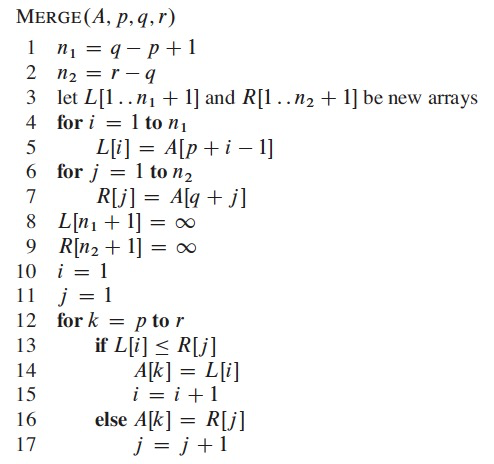 MERGE(A, p, q, r)
1 n₁ = q − p + 1
2 n₂ = r − q
3 let L[1 .. n₁ + 1] and R[1 .. n₂ + 1] be new arrays
4 for i = 1 to n₁
5 L[i] = A[p + i − 1]
6 for j = 1 to n₂
7 R[j] = A[q + j]
8 L[n₁ + 1] = ∞
9 R[n₂ + 1] = ∞
10 i = 1
11 j = 1
12 for k = p to r
13 if L[i] ≤ R[j]
14 A[k] = L[i]
15 i = i + 1
16 else A[k] = R[j]
17 j = j + 1